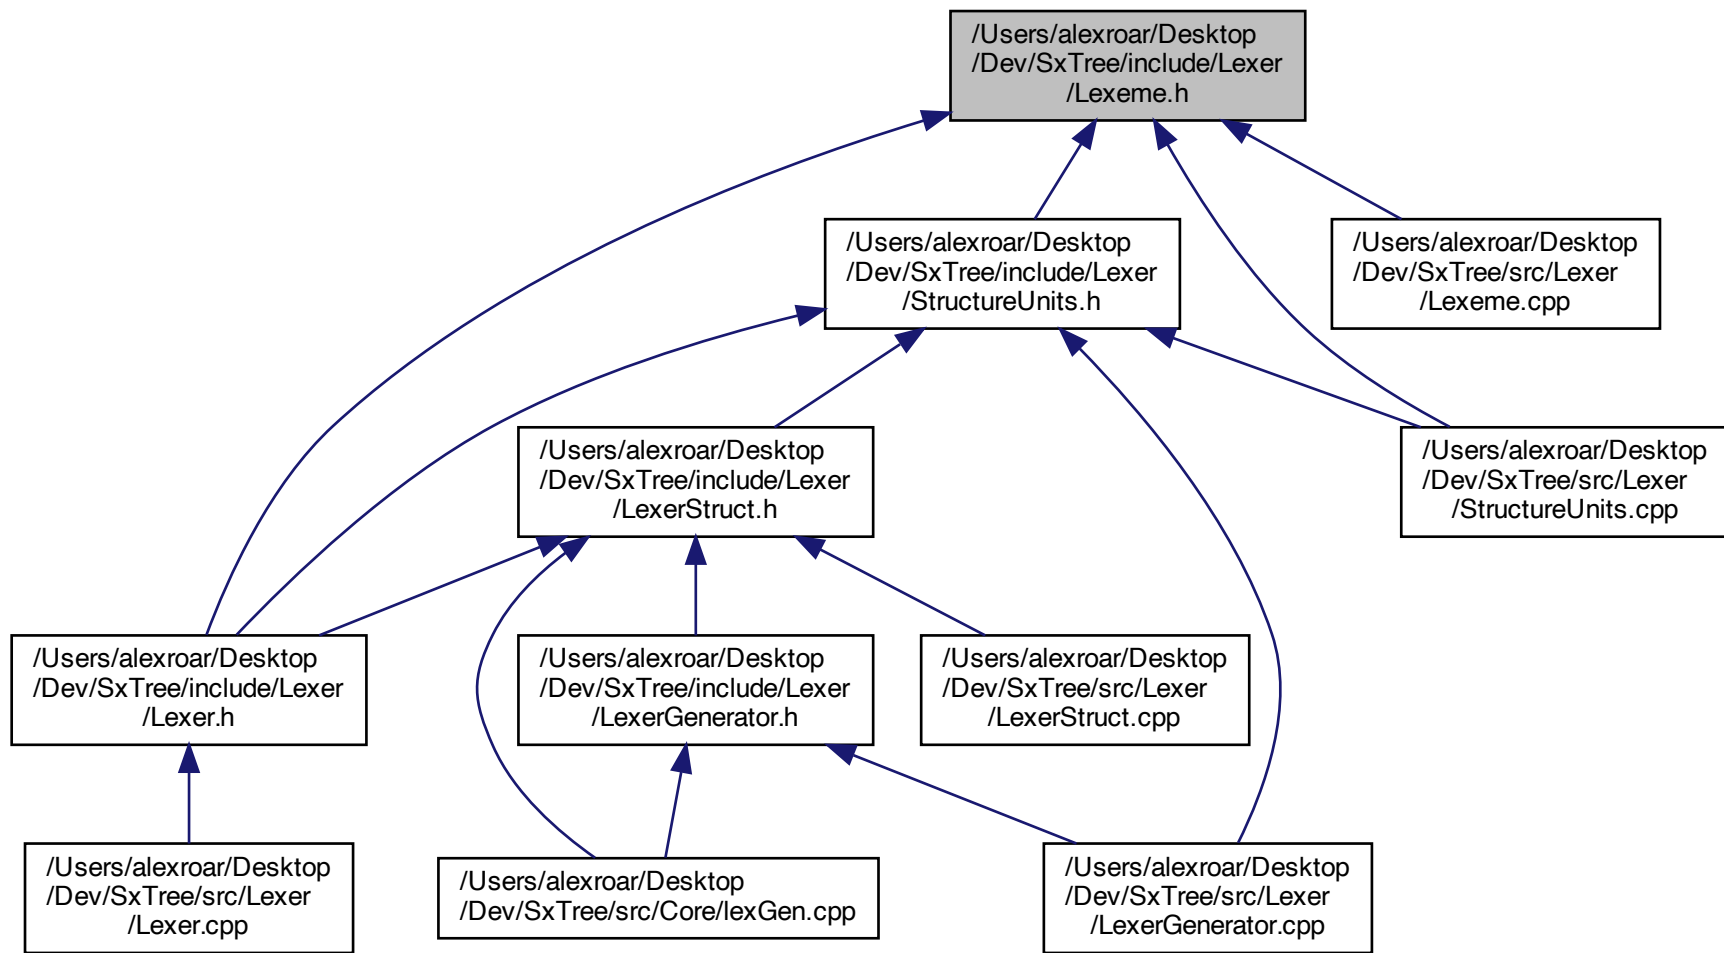 /Users/alexroar/Desktop
/Dev/SxTree/include/Lexer
/Lexeme.h
/Users/alexroar/Desktop
/Dev/SxTree/include/Lexer
/StructureUnits.h
/Users/alexroar/Desktop
/Dev/SxTree/src/Lexer
/Lexeme.cpp
/Users/alexroar/Desktop
/Dev/SxTree/include/Lexer
/LexerStruct.h
/Users/alexroar/Desktop
/Dev/SxTree/src/Lexer
/StructureUnits.cpp
/Users/alexroar/Desktop
/Dev/SxTree/include/Lexer
/Lexer.h
/Users/alexroar/Desktop
/Dev/SxTree/include/Lexer
/LexerGenerator.h
/Users/alexroar/Desktop
/Dev/SxTree/src/Lexer
/LexerStruct.cpp
/Users/alexroar/Desktop
/Dev/SxTree/src/Lexer
/Lexer.cpp
/Users/alexroar/Desktop
/Dev/SxTree/src/Core/lexGen.cpp
/Users/alexroar/Desktop
/Dev/SxTree/src/Lexer
/LexerGenerator.cpp